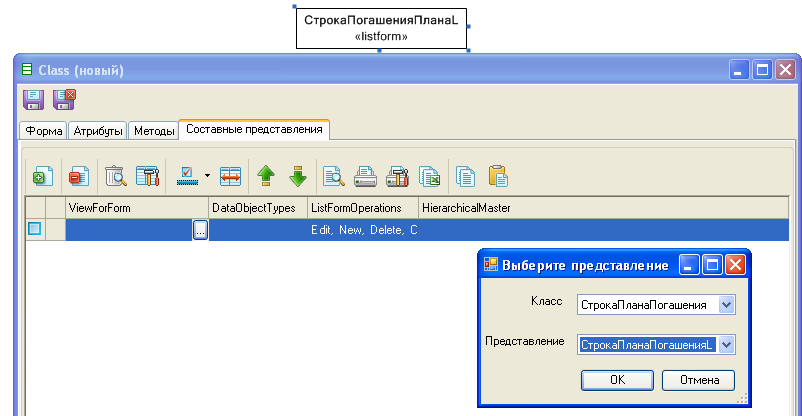 СтрокаПогашенияПланаL
«listform»
Class (новый)
Форма
Атрибуты
Методы
Составные представления
ViewForForm
DataObjectTypes
ListFormOperations
HierarchicalMaster
...
Edit, New, Delete, C
Выберите представление
Класс
СтрокаПланаПогашения
Представление
СтрокаПланаПогашенияL
OK
Отмена